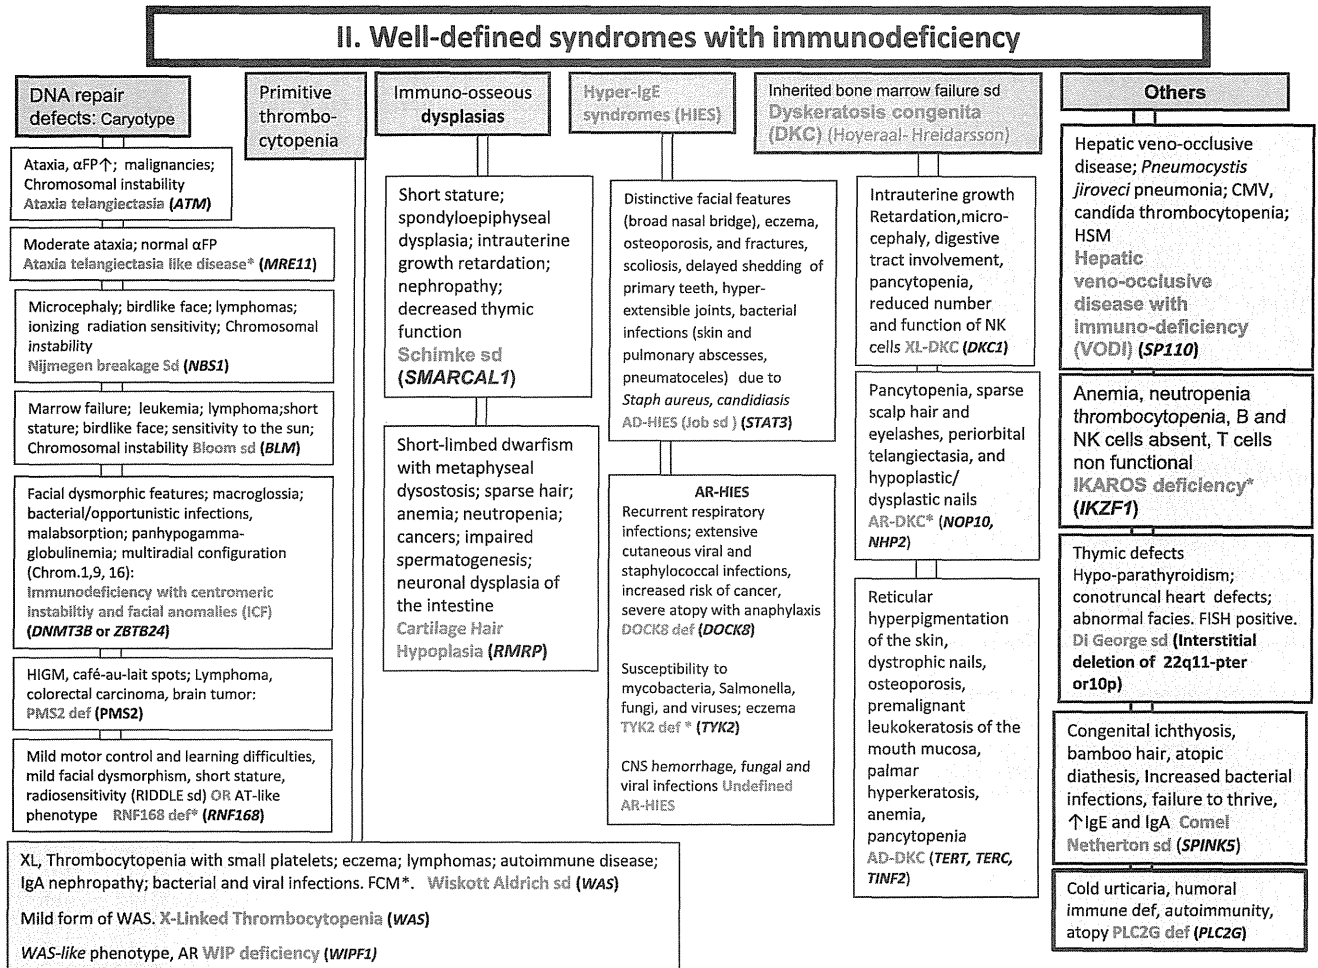 II. Well-defined syndromes with immunodeficiency
DNA repair
defects: Caryotype
Ataxia, αFP↑; malignancies;
Chromosomal instability
Ataxia telangiectasia (ATM)
Moderate ataxia; normal αFP
Ataxia telangiectasia like disease* (MRE11)
Microcephaly; birdlike face; lymphomas;
ionizing radiation sensitivity; Chromosomal
instability
Nijmegen breakage Sd (NBS1)
Marrow failure; leukemia; lymphoma;short
stature; birdlike face; sensitivity to the sun;
Chromosomal instability Bloom sd (BLM)
Facial dysmorphic features; macroglossia;
bacterial/opportunistic infections,
malabsorption; panhypogamma-
globulinemia; multiradial configuration
(Chrom.1,9, 16):
Immunodeficiency with centromeric
instabiltiy and facial anomalies (ICF)
(DNMT3B or ZBTB24)
HIGM, café-au-lait spots; Lymphoma,
colorectal carcinoma, brain tumor:
PMS2 def (PMS2)
Mild motor control and learning difficulties,
mild facial dysmorphism, short stature,
radiosensitivity (RIDDLE sd) OR AT-like
phenotype RNF168 def* (RNF168)
Primitive
thrombo-
cytopenia
XL, Thrombocytopenia with small platelets; eczema; lymphomas; autoimmune disease;
IgA nephropathy; bacterial and viral infections. FCM*. Wiskott Aldrich sd (WAS)
Mild form of WAS. X-Linked Thrombocytopenia (WAS)
WAS-like phenotype, AR WIP deficiency (WIPF1)
Immuno-osseous
dysplasias
Short stature;
spondyloepiphyseal
dysplasia; intrauterine
growth retardation;
nephropathy;
decreased thymic
function
Schimke sd
(SMARCAL1)
Short-limbed dwarfism
with metaphyseal
dysostosis; sparse hair;
anemia; neutropenia;
cancers; impaired
spermatogenesis;
neuronal dysplasia of
the intestine
Cartilage Hair
Hypoplasia (RMRP)
Hyper-IgE
syndromes (HIES)
Distinctive facial features
(broad nasal bridge), eczema,
osteoporosis, and fractures,
scoliosis, delayed shedding of
primary teeth, hyper-
extensible joints, bacterial
infections (skin and
pulmonary abscesses,
pneumatoceles) due to
Staph aureus, candidiasis
AD-HIES (Job sd ) (STAT3)
AR-HIES
Recurrent respiratory
infections; extensive
cutaneous viral and
staphylococcal infections,
increased risk of cancer,
severe atopy with anaphylaxis
DOCK8 def (DOCK8)
Susceptibility to
mycobacteria, Salmonella,
fungi, and viruses; eczema
TYK2 def * (TYK2)
CNS hemorrhage, fungal and
viral infections Undefined
AR-HIES
Inherited bone marrow failure sd
Dyskeratosis congenita
(DKC) (Hoyeraal- Hreidarsson)
Intrauterine growth
Retardation,micro-
cephaly, digestive
tract involvement,
pancytopenia,
reduced number
and function of NK
cells XL-DKC (DKC1)
Pancytopenia, sparse
scalp hair and
eyelashes, periorbital
telangiectasia, and
hypoplastic/
dysplastic nails
AR-DKC* (NOP10,
NHP2)
Reticular
hyperpigmentation
of the skin,
dystrophic nails,
osteoporosis,
premalignant
leukokeratosis of the
mouth mucosa,
palmar
hyperkeratosis,
anemia,
pancytopenia
AD-DKC (TERT, TERC,
TINF2)
Others
Hepatic veno-occlusive
disease; Pneumocystis
jiroveci pneumonia; CMV,
candida thrombocytopenia;
HSM
Hepatic
veno-occlusive
disease with
immuno-deficiency
(VODI) (SP110)
Anemia, neutropenia
thrombocytopenia, B and
NK cells absent, T cells
non functional
IKAROS deficiency*
(IKZF1)
Thymic defects
Hypo-parathyroidism;
conotruncal heart defects;
abnormal facies. FISH positive.
Di George sd (Interstitial
deletion of 22q11-pter
or10p)
Congenital ichthyosis,
bamboo hair, atopic
diathesis, Increased bacterial
infections, failure to thrive,
↑IgE and IgA Comel
Netherton sd (SPINK5)
Cold urticaria, humoral
immune def, autoimmunity,
atopy PLC2G def (PLC2G)